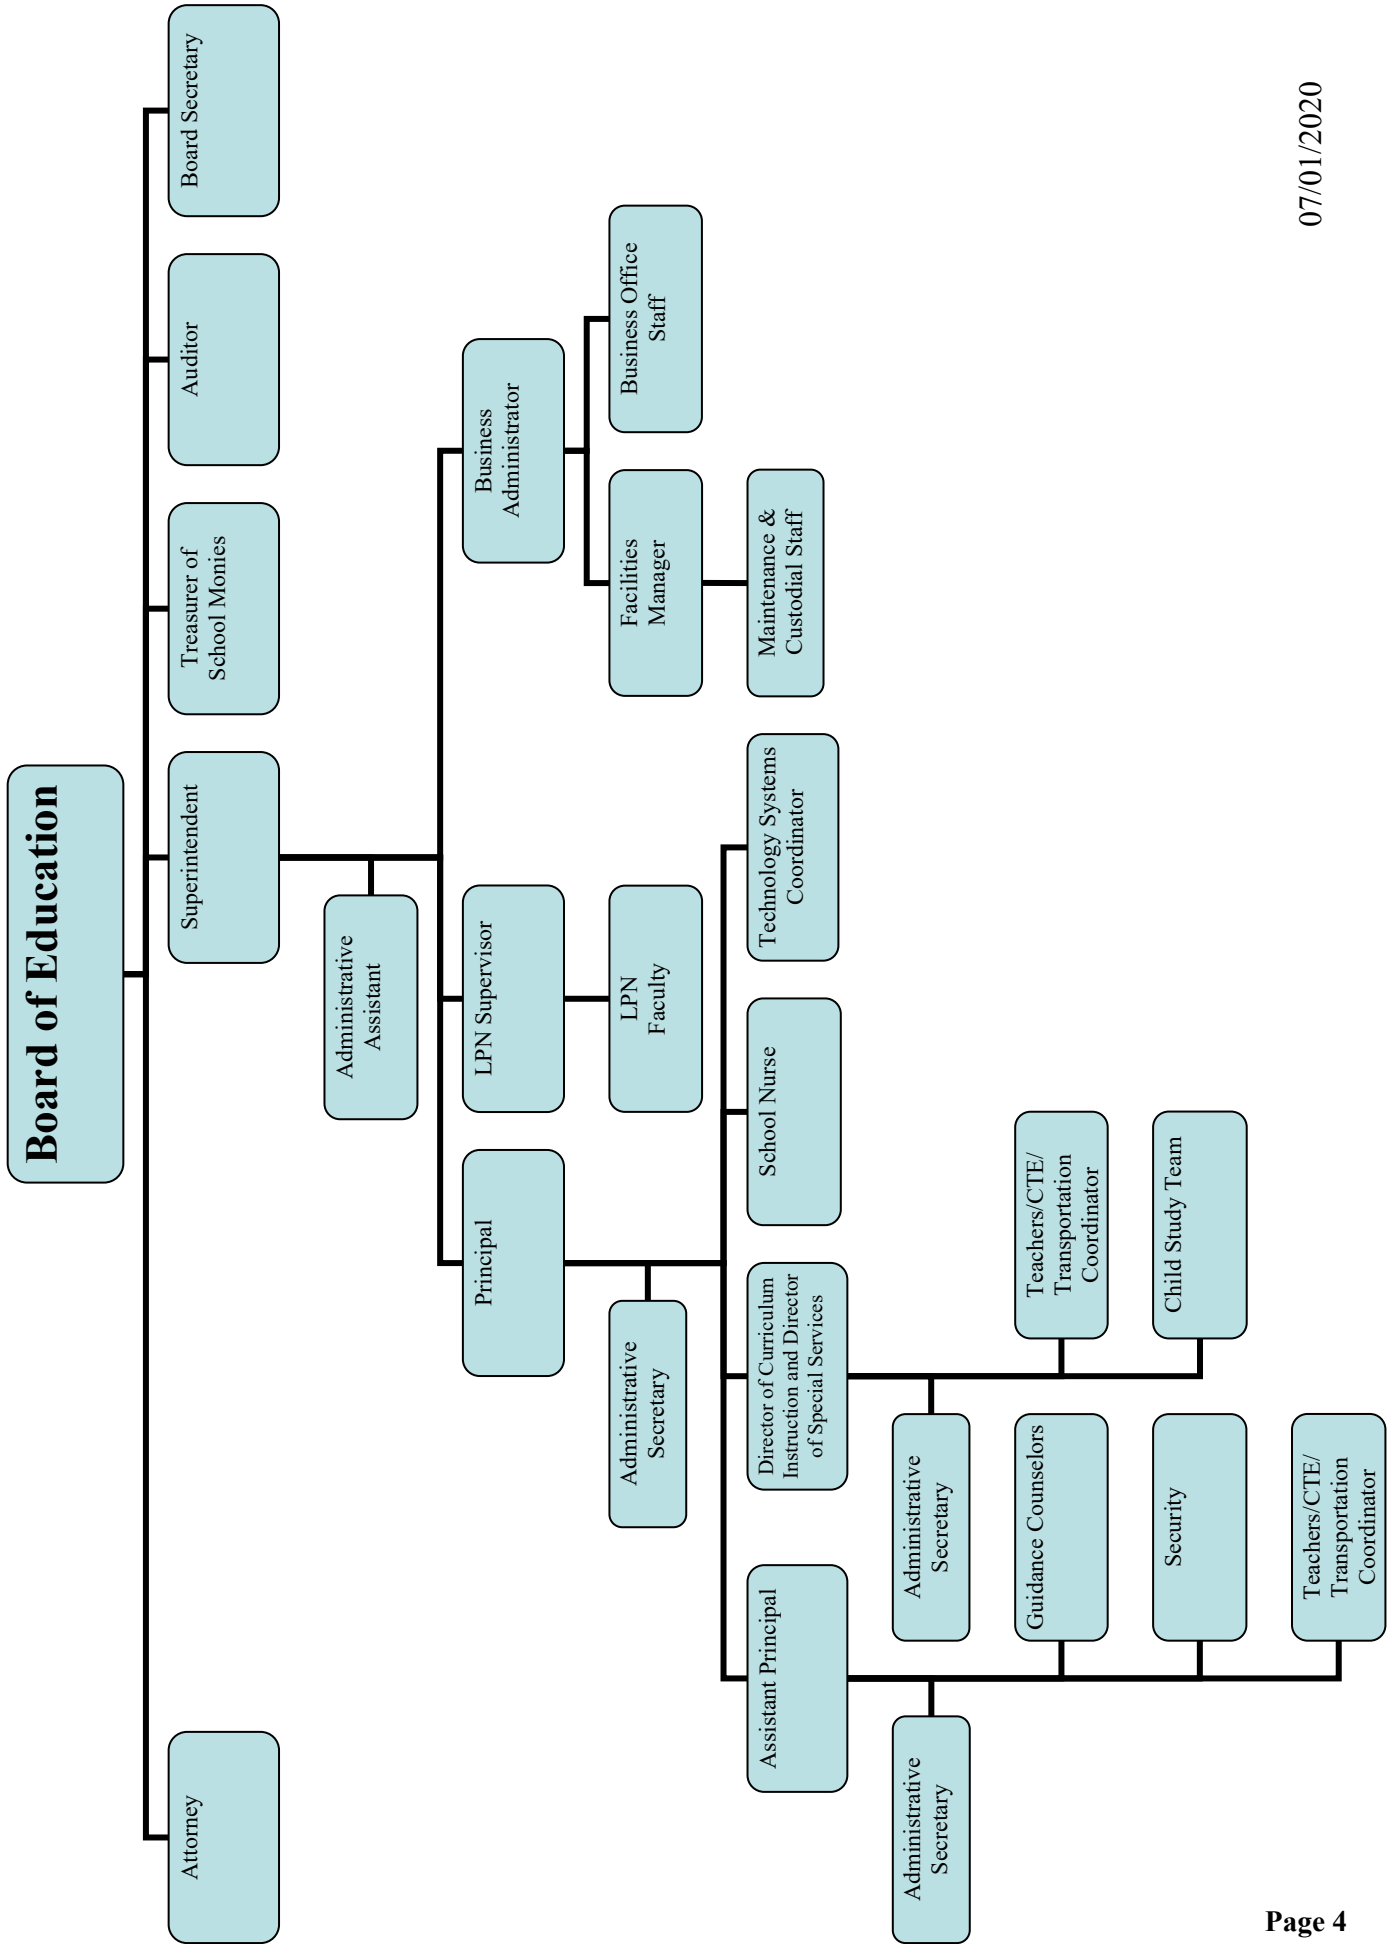 Board of Education
Attorney
Superintendent
Treasurer of
School Monies
Auditor
Board Secretary
Administrative
Assistant
Principal
LPN Supervisor
Business
Administrator
Administrative
Secretary
LPN
Faculty
Facilities
Manager
Business Office
Staff
Assistant Principal
Director of Curriculum
Instruction and Director
of Special Services
School Nurse
Technology Systems
Coordinator
Maintenance &
Custodial Staff
Administrative
Secretary
Administrative
Secretary
Guidance Counselors
Teachers/CTE/
Transportation
Coordinator
Security
Child Study Team
Teachers/CTE/
Transportation
Coordinator
07/01/2020
Page 4